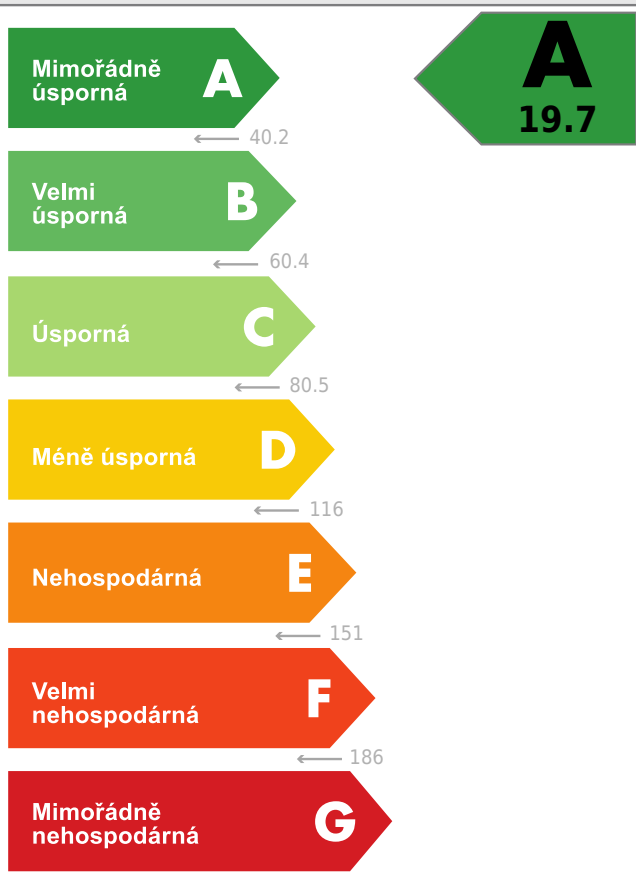 Mimořádně
úsporná
A
A
19.7
40.2
Velmi
úsporná
B
60.4
Úsporná
C
80.5
Méně úsporná
D
116
Nehospodárná
E
151
Velmi
nehospodárná
F
186
Mimořádně
nehospodárná
G